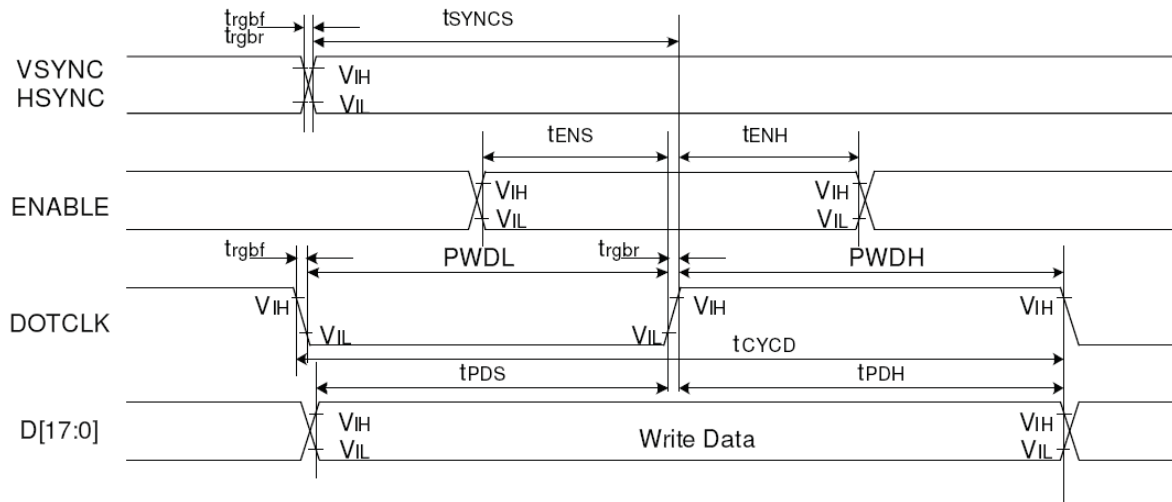 trgbf
trgbr
tSYNCS
VSYNC
HSYNC
VIH
VIL
tENS
tENH
ENABLE
VIH
VIL
VIH
VIL
trgbf
PWDL
trgbr
PWDH
DOTCLK
VIH
VIL
VIL
VIH
VIH
tCYCD
tPDS
tPDH
D[17:0]
VIH
VIL
Write Data
VIH
VIL